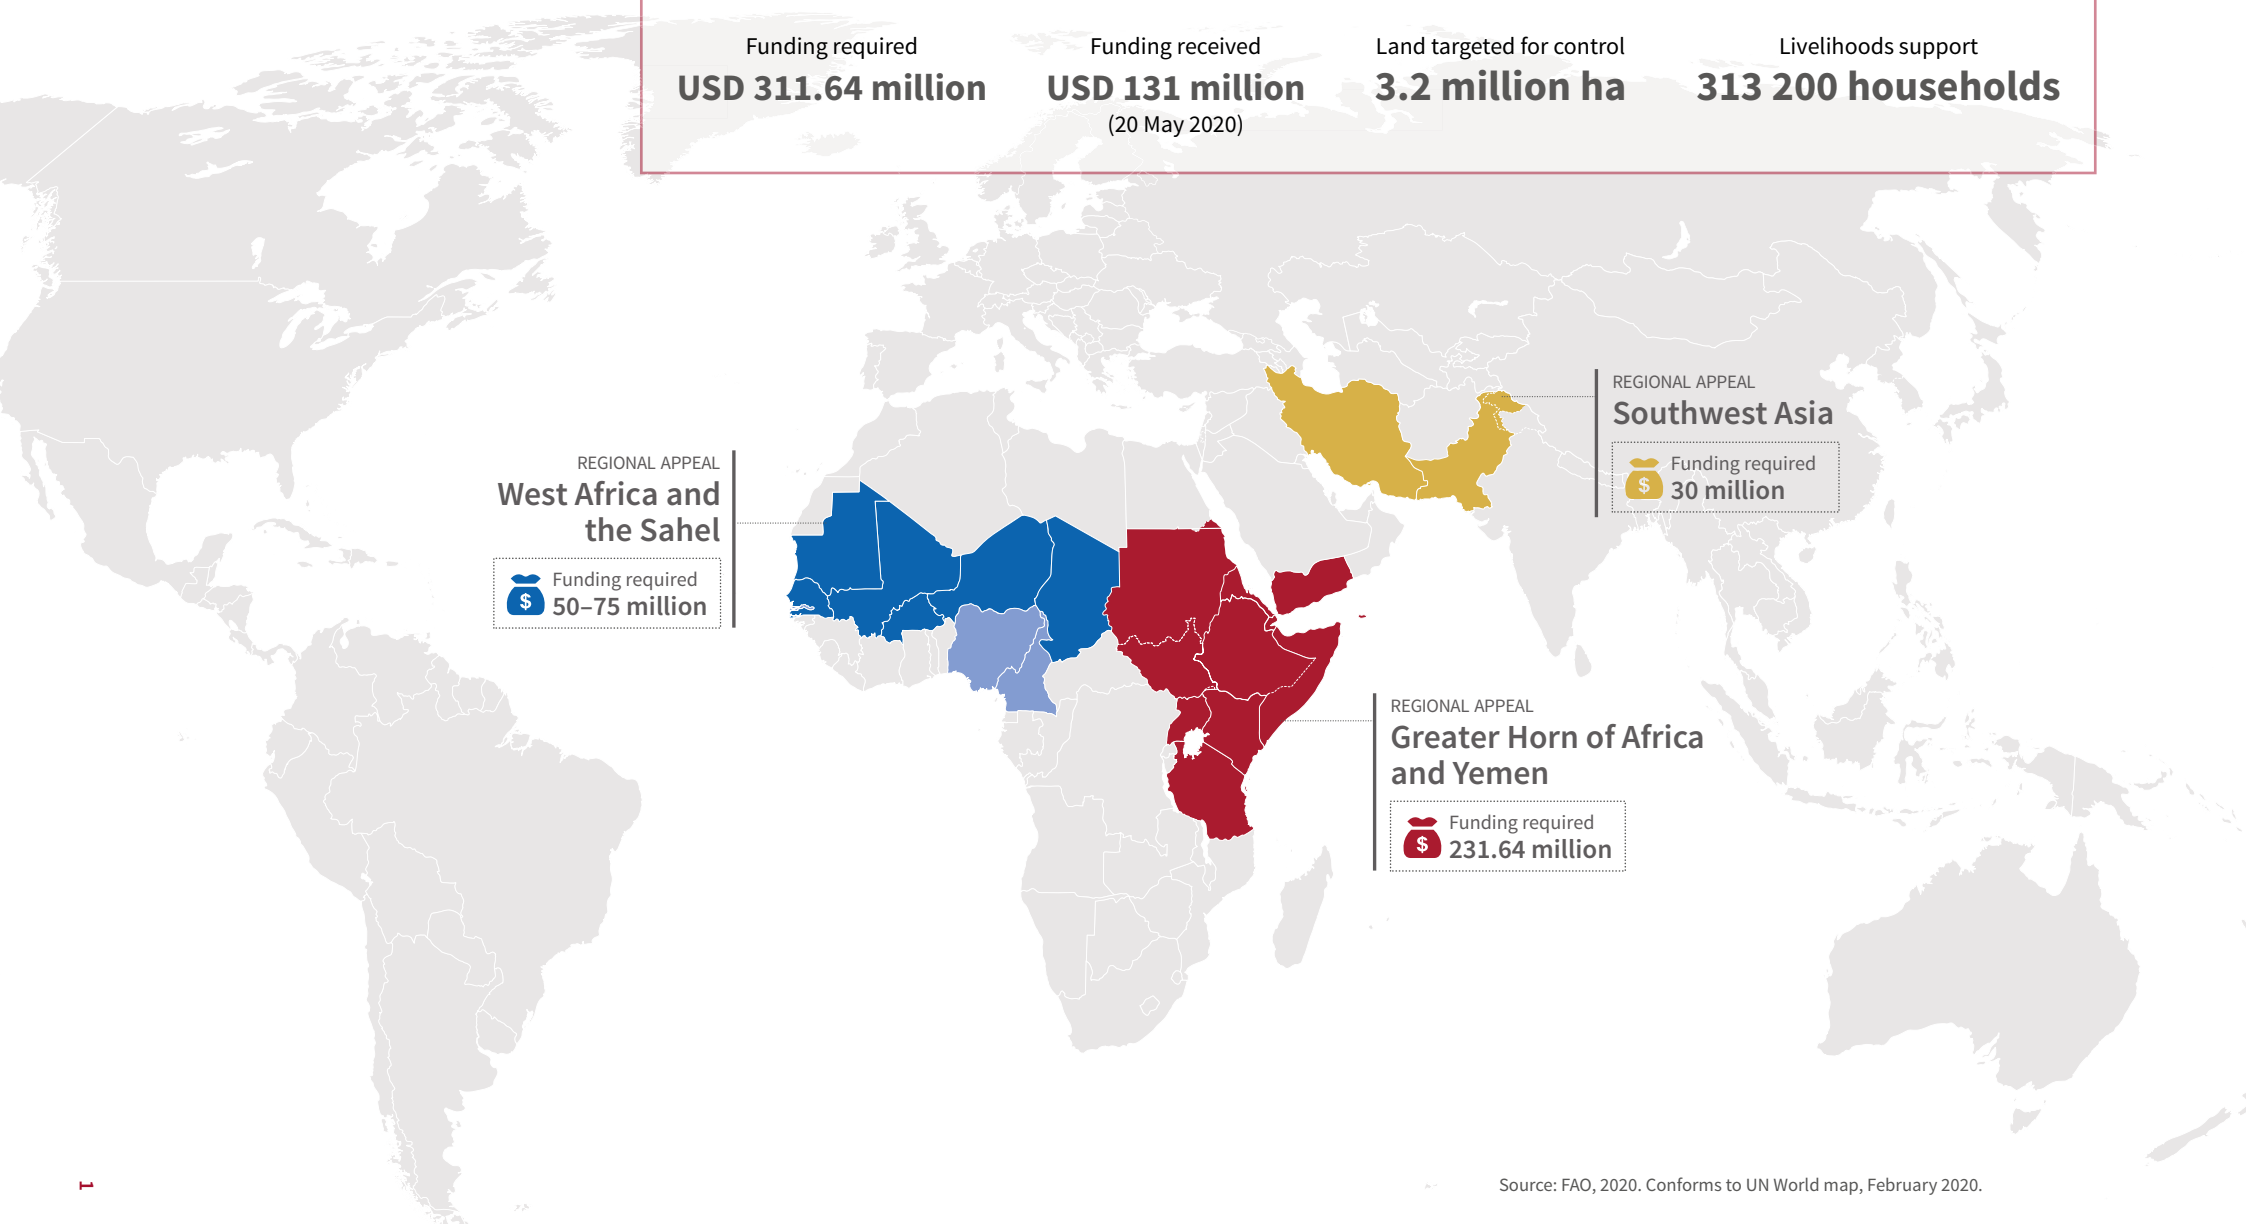 Funding required
USD 311.64 million
Funding received
USD 131 million
(20 May 2020)
Land targeted for control
3.2 million ha
Livelihoods support
313 200 households
REGIONAL APPEAL
Southwest Asia
$
Funding required
30 million
REGIONAL APPEAL
West Africa and
the Sahel
$
Funding required
50–75 million
REGIONAL APPEAL
Greater Horn of Africa
and Yemen
$
Funding required
231.64 million
1
Source: FAO, 2020. Conforms to UN World map, February 2020.